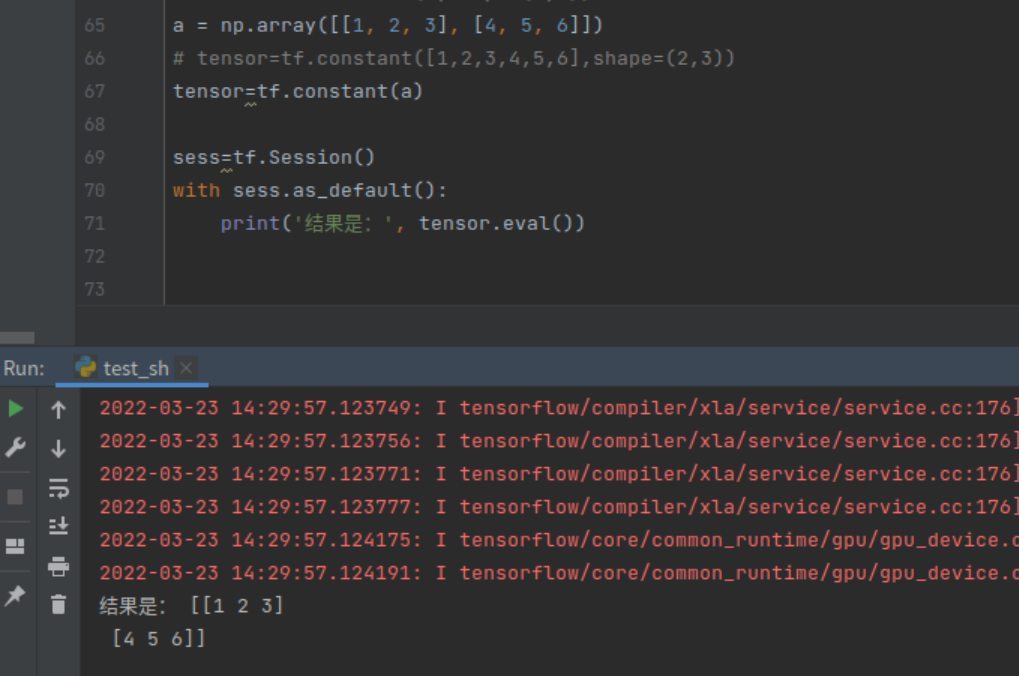 65 a = np.array([[1, 2, 3], [4, 5, 6]])
66 # tensor=tf.constant([1,2,3,4,5,6],shape=(2,3))
67 tensor=tf.constant(a)
68
69 sess=tf.Session()
70 with sess.as_default():
71 print('结果是：', tensor.eval())
72
73
Run: test_sh
2022-03-23 14:29:57.123749: I tensorflow/compiler/xla/service/service.cc:176]
2022-03-23 14:29:57.123756: I tensorflow/compiler/xla/service/service.cc:176]
2022-03-23 14:29:57.123771: I tensorflow/compiler/xla/service/service.cc:176]
2022-03-23 14:29:57.123777: I tensorflow/compiler/xla/service/service.cc:176]
2022-03-23 14:29:57.124175: I tensorflow/core/common_runtime/gpu/gpu_device.c
2022-03-23 14:29:57.124191: I tensorflow/core/common_runtime/gpu/gpu_device.c
结果是： [[1 2 3]
[4 5 6]]